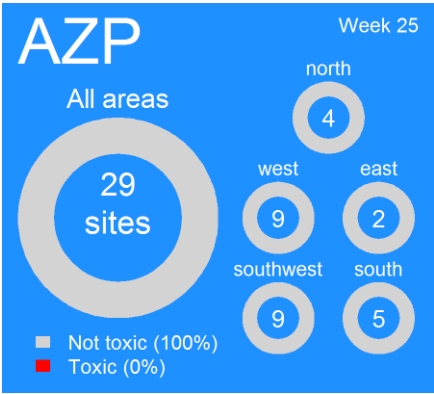 AZP
Week 25
All areas
29
sites
north
4
west
9
east
2
southwest
9
south
5
Not toxic (100%)
Toxic (0%)